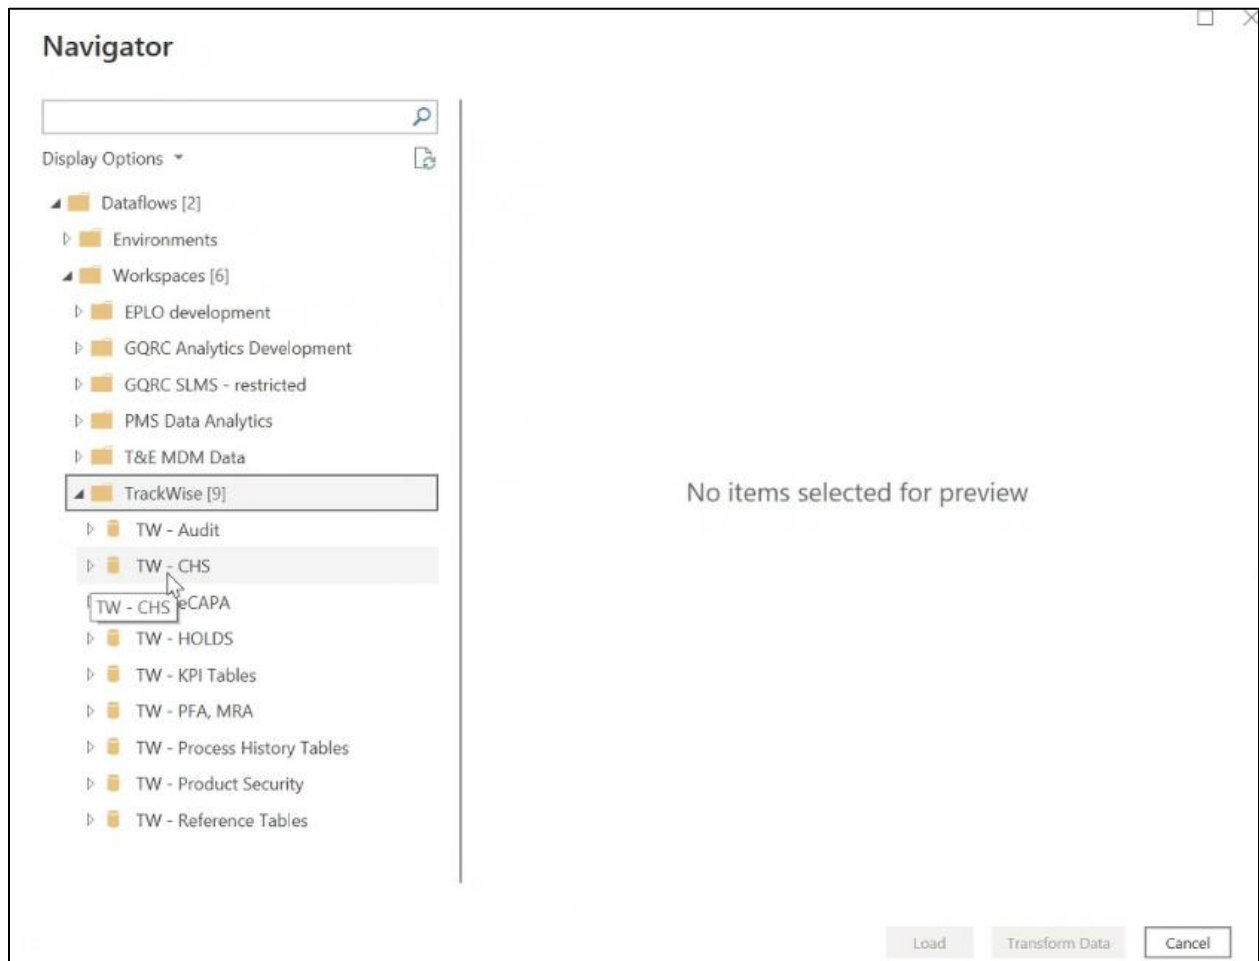 Navigator
Display Options
Dataflows [2]
Environments
Workspaces [6]
EPLO development
GQRC Analytics Development
GQRC SLMS - restricted
PMS Data Analytics
T&E MDM Data
TrackWise [9]
No items selected for preview
TW - Audit
TW - CHS
TW - CHS
eCAPA
TW - HOLDS
TW - KPI Tables
TW - PFA, MRA
TW - Process History Tables
TW - Product Security
TW - Reference Tables
Load
Transform Data
Cancel